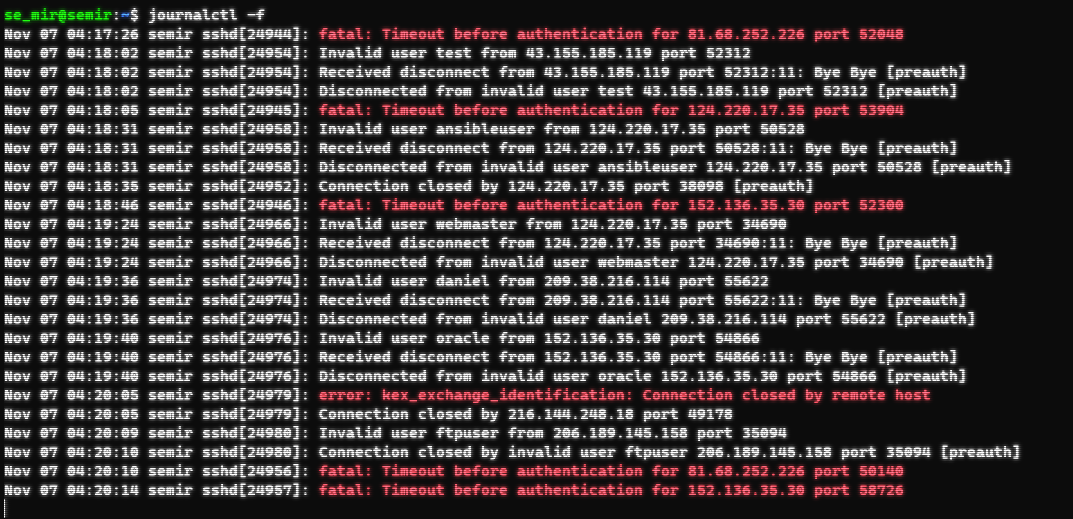 se_mir@semir:~$ journalctl -f
Nov 07 04:17:26 semir sshd[24944]: fatal: Timeout before authentication for 81.68.252.226 port 52048
Nov 07 04:18:02 semir sshd[24954]: Invalid user test from 43.155.185.119 port 52312
Nov 07 04:18:02 semir sshd[24954]: Received disconnect from 43.155.185.119 port 52312:11: Bye Bye [preauth]
Nov 07 04:18:02 semir sshd[24954]: Disconnected from invalid user test 43.155.185.119 port 52312 [preauth]
Nov 07 04:18:05 semir sshd[24945]: fatal: Timeout before authentication for 124.220.17.35 port 53904
Nov 07 04:18:31 semir sshd[24958]: Invalid user ansibleuser from 124.220.17.35 port 50528
Nov 07 04:18:31 semir sshd[24958]: Received disconnect from 124.220.17.35 port 50528:11: Bye Bye [preauth]
Nov 07 04:18:31 semir sshd[24958]: Disconnected from invalid user ansibleuser 124.220.17.35 port 50528 [preauth]
Nov 07 04:18:35 semir sshd[24952]: Connection closed by 124.220.17.35 port 38098 [preauth]
Nov 07 04:18:46 semir sshd[24946]: fatal: Timeout before authentication for 152.136.35.30 port 52300
Nov 07 04:19:24 semir sshd[24966]: Invalid user webmaster from 124.220.17.35 port 34690
Nov 07 04:19:24 semir sshd[24966]: Received disconnect from 124.220.17.35 port 34690:11: Bye Bye [preauth]
Nov 07 04:19:24 semir sshd[24966]: Disconnected from invalid user webmaster 124.220.17.35 port 34690 [preauth]
Nov 07 04:19:36 semir sshd[24974]: Invalid user daniel from 209.38.216.114 port 55622
Nov 07 04:19:36 semir sshd[24974]: Received disconnect from 209.38.216.114 port 55622:11: Bye Bye [preauth]
Nov 07 04:19:36 semir sshd[24974]: Disconnected from invalid user daniel 209.38.216.114 port 55622 [preauth]
Nov 07 04:19:40 semir sshd[24976]: Invalid user oracle from 152.136.35.30 port 54866
Nov 07 04:19:40 semir sshd[24976]: Received disconnect from 152.136.35.30 port 54866:11: Bye Bye [preauth]
Nov 07 04:19:40 semir sshd[24976]: Disconnected from invalid user oracle 152.136.35.30 port 54866 [preauth]
Nov 07 04:20:05 semir sshd[24979]: error: kex_exchange_identification: Connection closed by remote host
Nov 07 04:20:05 semir sshd[24979]: Connection closed by 216.144.248.18 port 49178
Nov 07 04:20:09 semir sshd[24980]: Invalid user ftpuser from 206.189.145.158 port 35094
Nov 07 04:20:10 semir sshd[24980]: Connection closed by invalid user ftpuser 206.189.145.158 port 35094 [preauth]
Nov 07 04:20:10 semir sshd[24956]: fatal: Timeout before authentication for 81.68.252.226 port 50140
Nov 07 04:20:14 semir sshd[24957]: fatal: Timeout before authentication for 152.136.35.30 port 58726